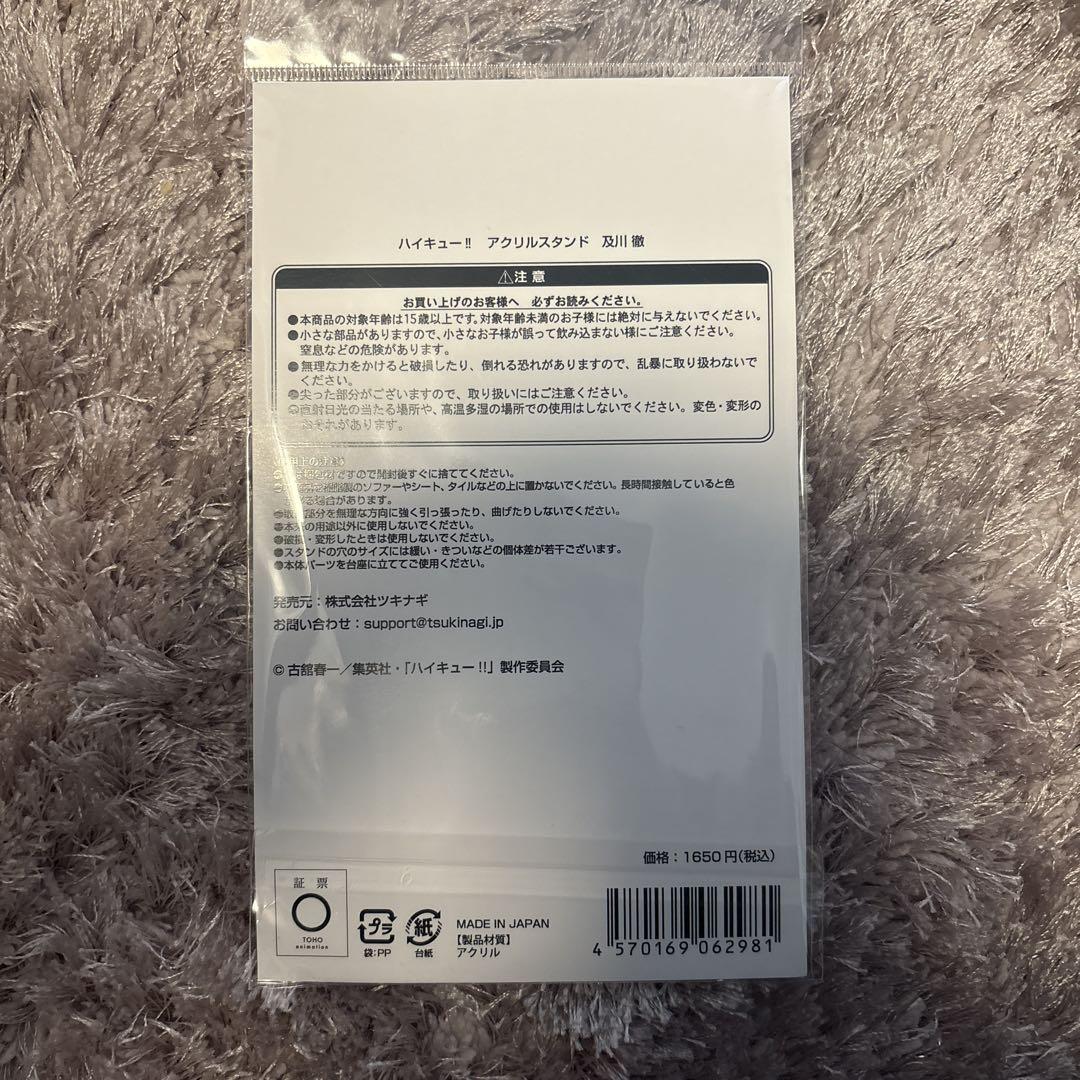 ハイキュー!! アクリルスタンド 及川 徹
⚠注意
お買い上げのお客様へ 必ずお読みください。
●本商品の対象年齢は15歳以上です。対象年齢未満のお子様には絶対に与えないでください。
●小さな部品がありますので、小さなお子様が誤って飲み込まない様にご注意ください。
窒息などの危険があります。
●無理な力をかけると破損したり、倒れる恐れがありますので、乱暴に取り扱わないで
ください。
●尖った部分がございますので、取り扱いにはご注意ください。
●直射日光の当たる場所や、高温多湿の場所での使用はしないでください。変色・変形の
おそれがあります。
使用上の注意
ですので開封後すぐに捨ててください。
製のソファーやシート、タイルなどの上に置かないでください。長時間接触していると色
る場合があります。
部分を無理な方向に強く引っ張ったり、曲げたりしないでください。
●本来の用途以外に使用しないでください。
●破損・変形したときは使用しないでください。
●スタンドの穴のサイズには緩い・きついなどの個体差が若干ございます。
●本体パーツを台座に立ててご使用ください。
発売元：株式会社ツキナギ
お問い合わせ：support@tsukinagi.jp
© 古舘春一／集英社・「ハイキュー!!」製作委員会
価格：1650円(税込)
証 票
TOHO
animation
プラ
袋:PP
紙
台紙
MADE IN JAPAN
【製品材質】
アクリル
4 570169 062981